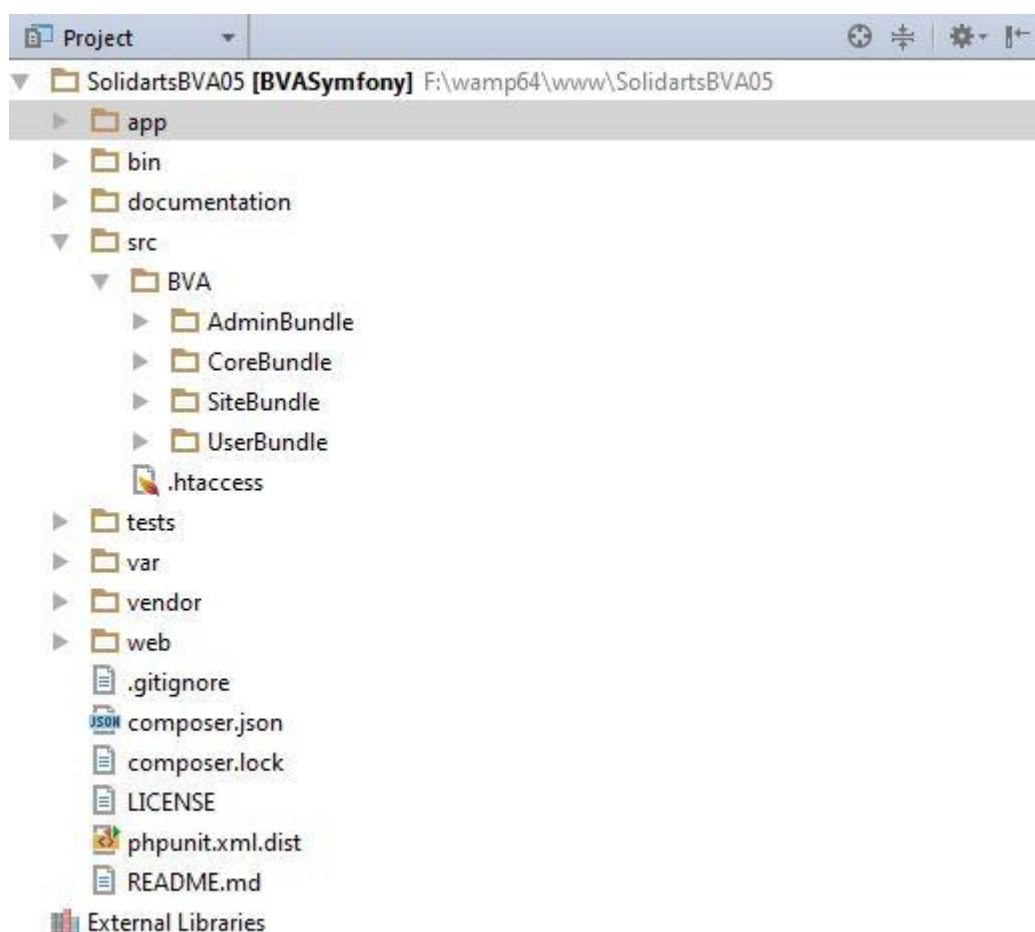 Project
SolidartsBVA05 [BVASymfony] F:\wamp64\www\SolidartsBVA05
app
bin
documentation
src
BVA
AdminBundle
CoreBundle
SiteBundle
UserBundle
.htaccess
tests
var
vendor
web
.gitignore
JSON composer.json
composer.lock
LICENSE
phpunit.xml.dist
README.md
External Libraries